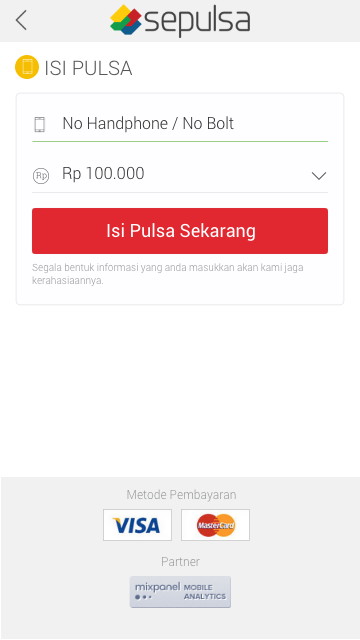 sepulsa
ISI PULSA
No Handphone / No Bolt
Rp
Rp 100.000
Isi Pulsa Sekarang
Segala bentuk informasi yang anda masukkan akan kami jaga
kerahasiaannya.
Metode Pembayaran
VISA
MasterCard
Partner
mixpanel MOBILE
ANALYTICS